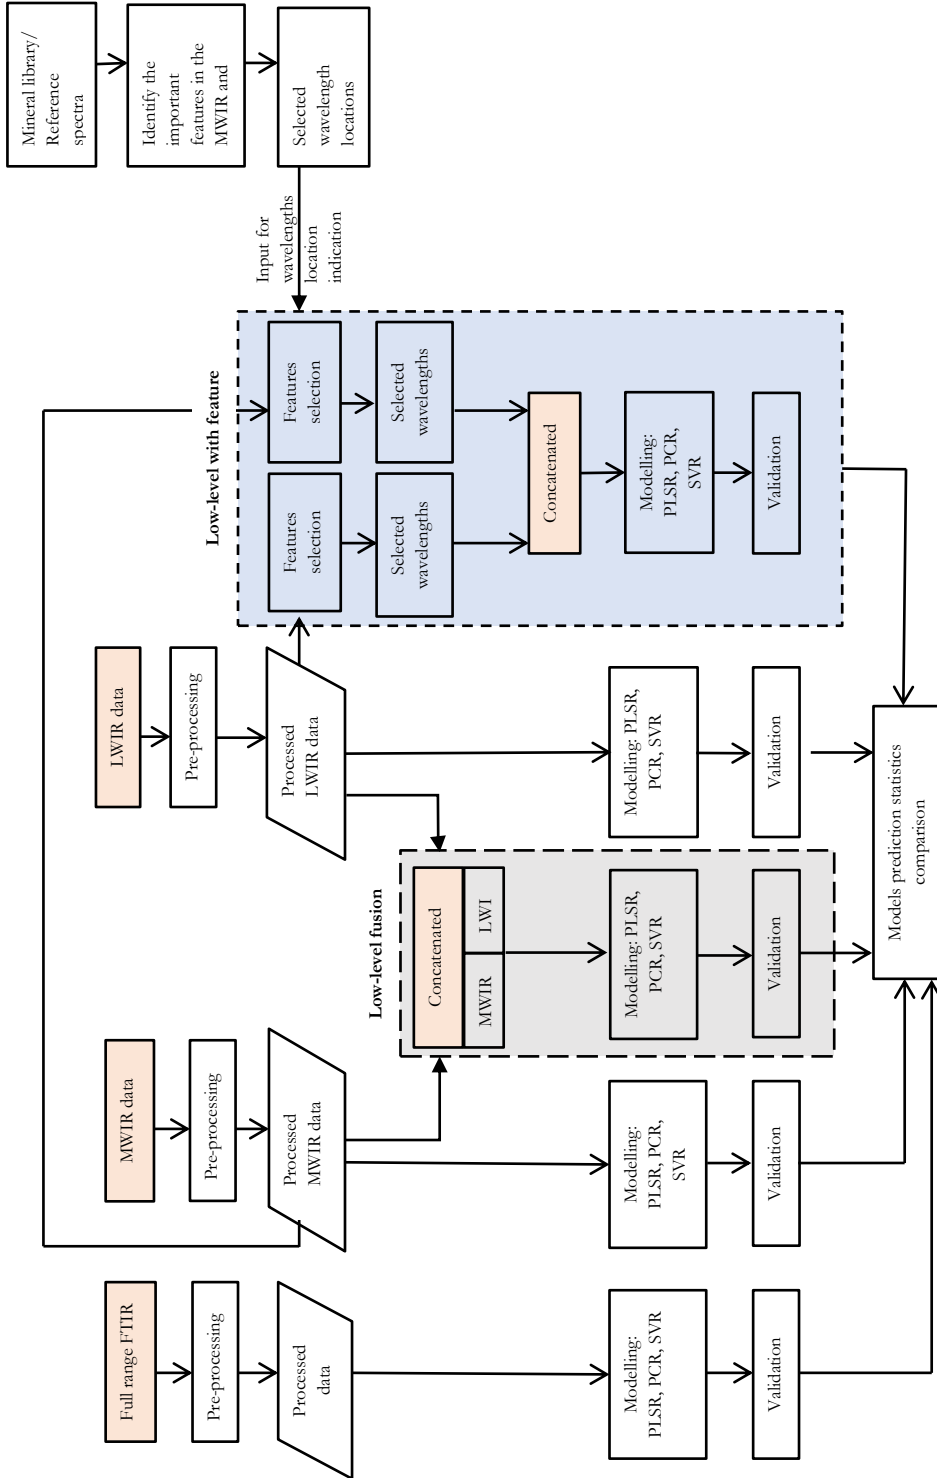 Full range FTIR
Pre-processing
Processed
data
Modelling:
PLSR, PCR, SVR
Validation
MWIR data
Pre-processing
Processed
MWIR data
Modelling:
PLSR, PCR,
SVR
Validation
Low-level fusion
Concatenated
MWIR
LWI
Modelling: PLSR,
PCR, SVR
Validation
LWIR data
Pre-processing
Processed
LWIR data
Modelling: PLSR,
PCR, SVR
Validation
Low-level with feature
Features
selection
Features
selection
Selected
wavelengths
Selected
wavelengths
Concatenated
Modelling:
PLSR, PCR,
SVR
Validation
Input for
wavelengths
location
indication
Mineral library/
Reference
spectra
Identify the
important
features in the
MWIR and
Selected
wavelength
locations
Models prediction statistics
comparison